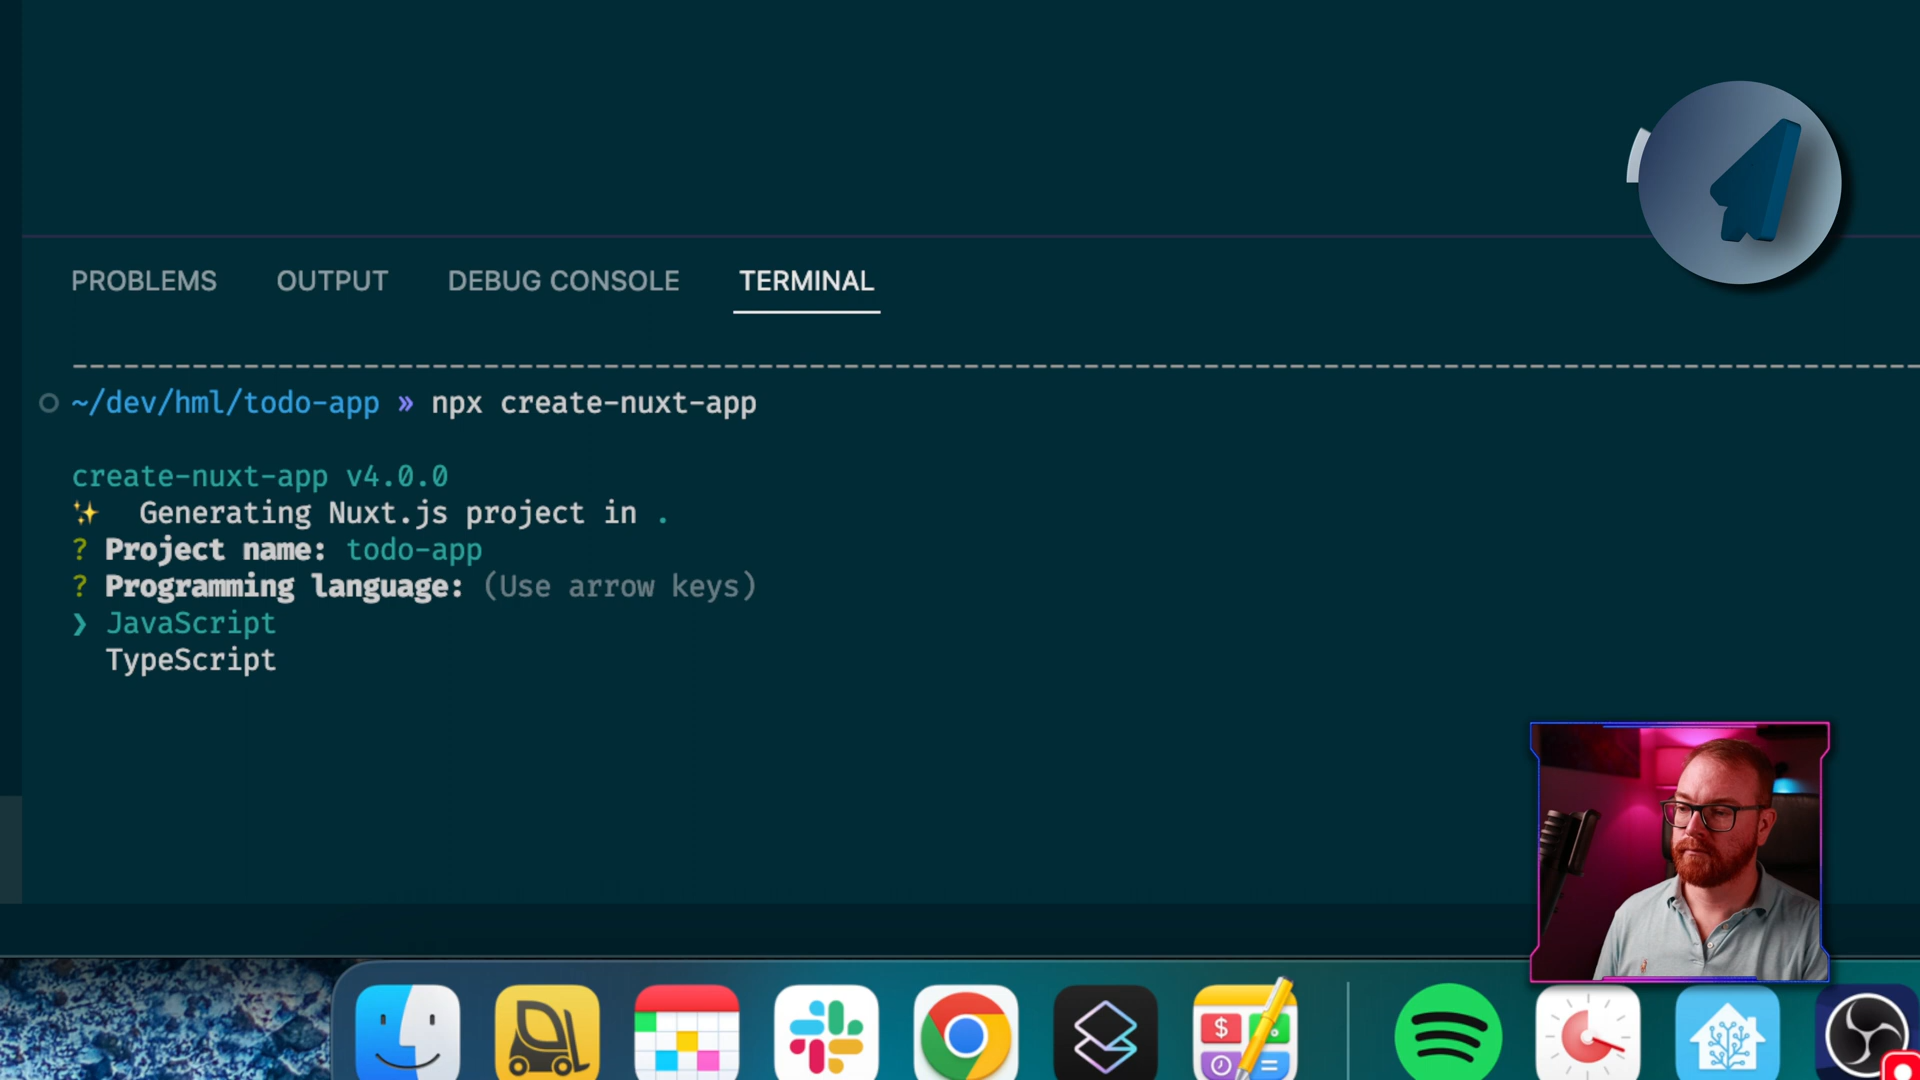 PROBLEMS OUTPUT DEBUG CONSOLE TERMINAL
~/dev/hml/todo-app » npx create-nuxt-app
create-nuxt-app v4.0.0
✨ Generating Nuxt.js project in .
? Project name: todo-app
? Programming language: (Use arrow keys)
❯ JavaScript
TypeScript